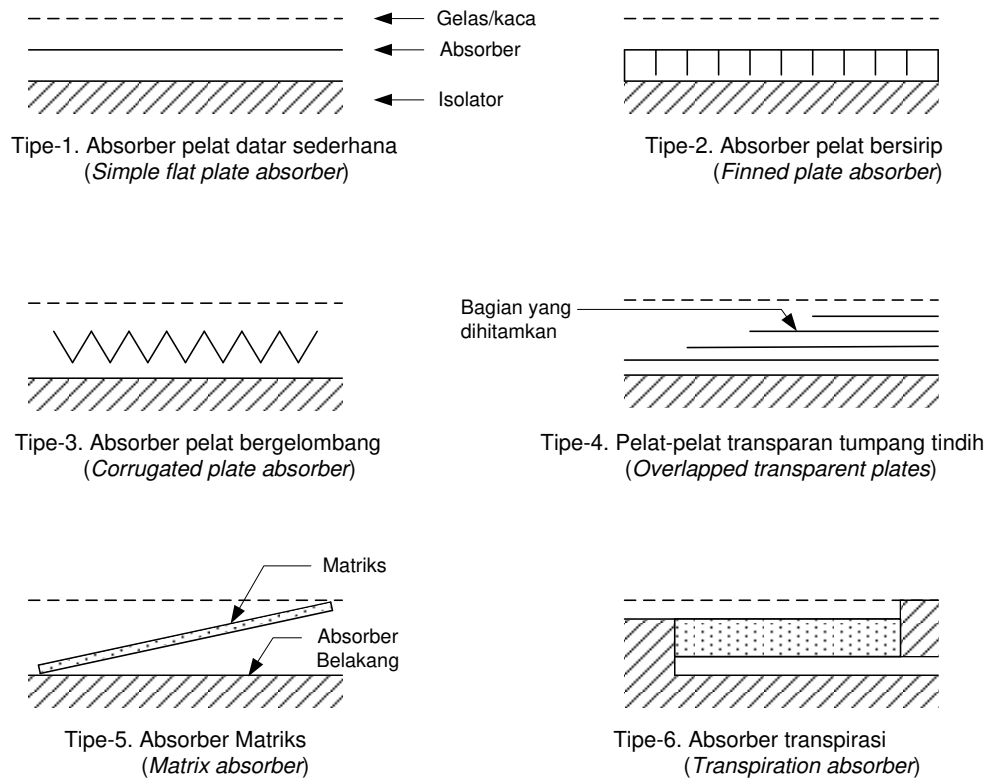 Gelas/kaca
Absorber
Isolator
Tipe-1. Absorber pelat datar sederhana
(Simple flat plate absorber)
Tipe-2. Absorber pelat bersirip
(Finned plate absorber)
Tipe-3. Absorber pelat bergelombang
(Corrugated plate absorber)
Bagian yang
dihitamkan
Tipe-4. Pelat-pelat transparan tumpang tindih
(Overlapped transparent plates)
Matriks
Absorber
Belakang
Tipe-5. Absorber Matriks
(Matrix absorber)
Tipe-6. Absorber transpirasi
(Transpiration absorber)